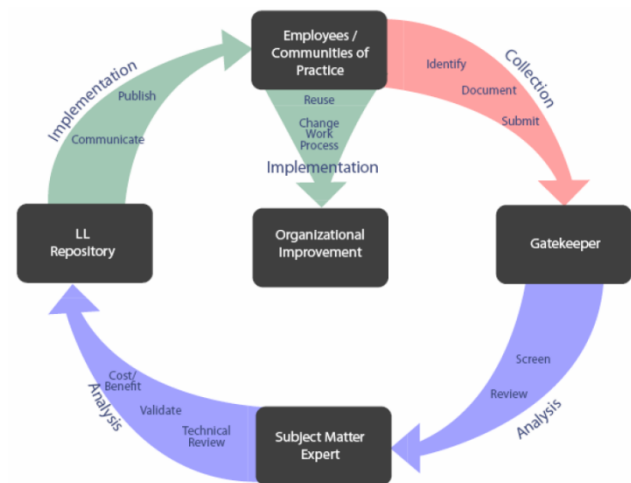 Employees /
Communities of
Practice
Implementation
Publish
Communicate
Reuse
Change
Work
Process
Implementation
Identify
Document
Submit
Collection
LL
Repository
Organizational
Improvement
Gatekeeper
Screen
Review
Analysis
Cost/
Benefit
Validate
Technical
Review
Analysis
Subject Matter
Expert